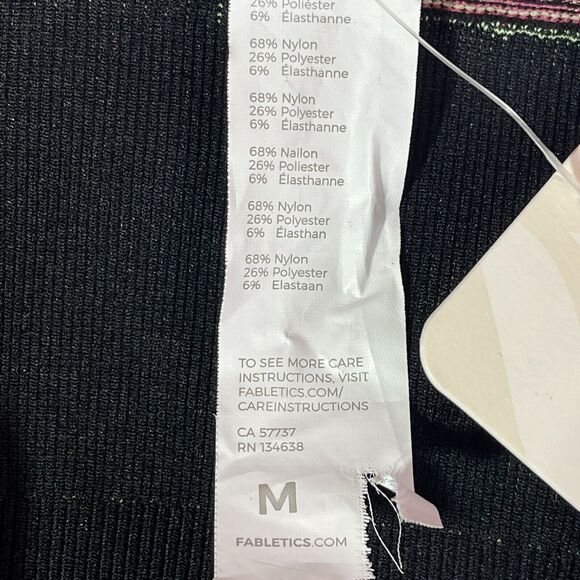 26% Poliéster
6% Élasthanne
68% Nylon
26% Polyester
6% Élasthanne
68% Nylon
26% Polyester
6% Élasthanne
68% Nailon
26% Poliester
6% Élasthanne
68% Nylon
26% Polyester
6% Élasthan
68% Nylon
26% Polyester
6% Elastaan
TO SEE MORE CARE
INSTRUCTIONS, VISIT
FABLETICS.COM/
CAREINSTRUCTIONS
CA 57737
RN 134638
M
FABLETICS.COM